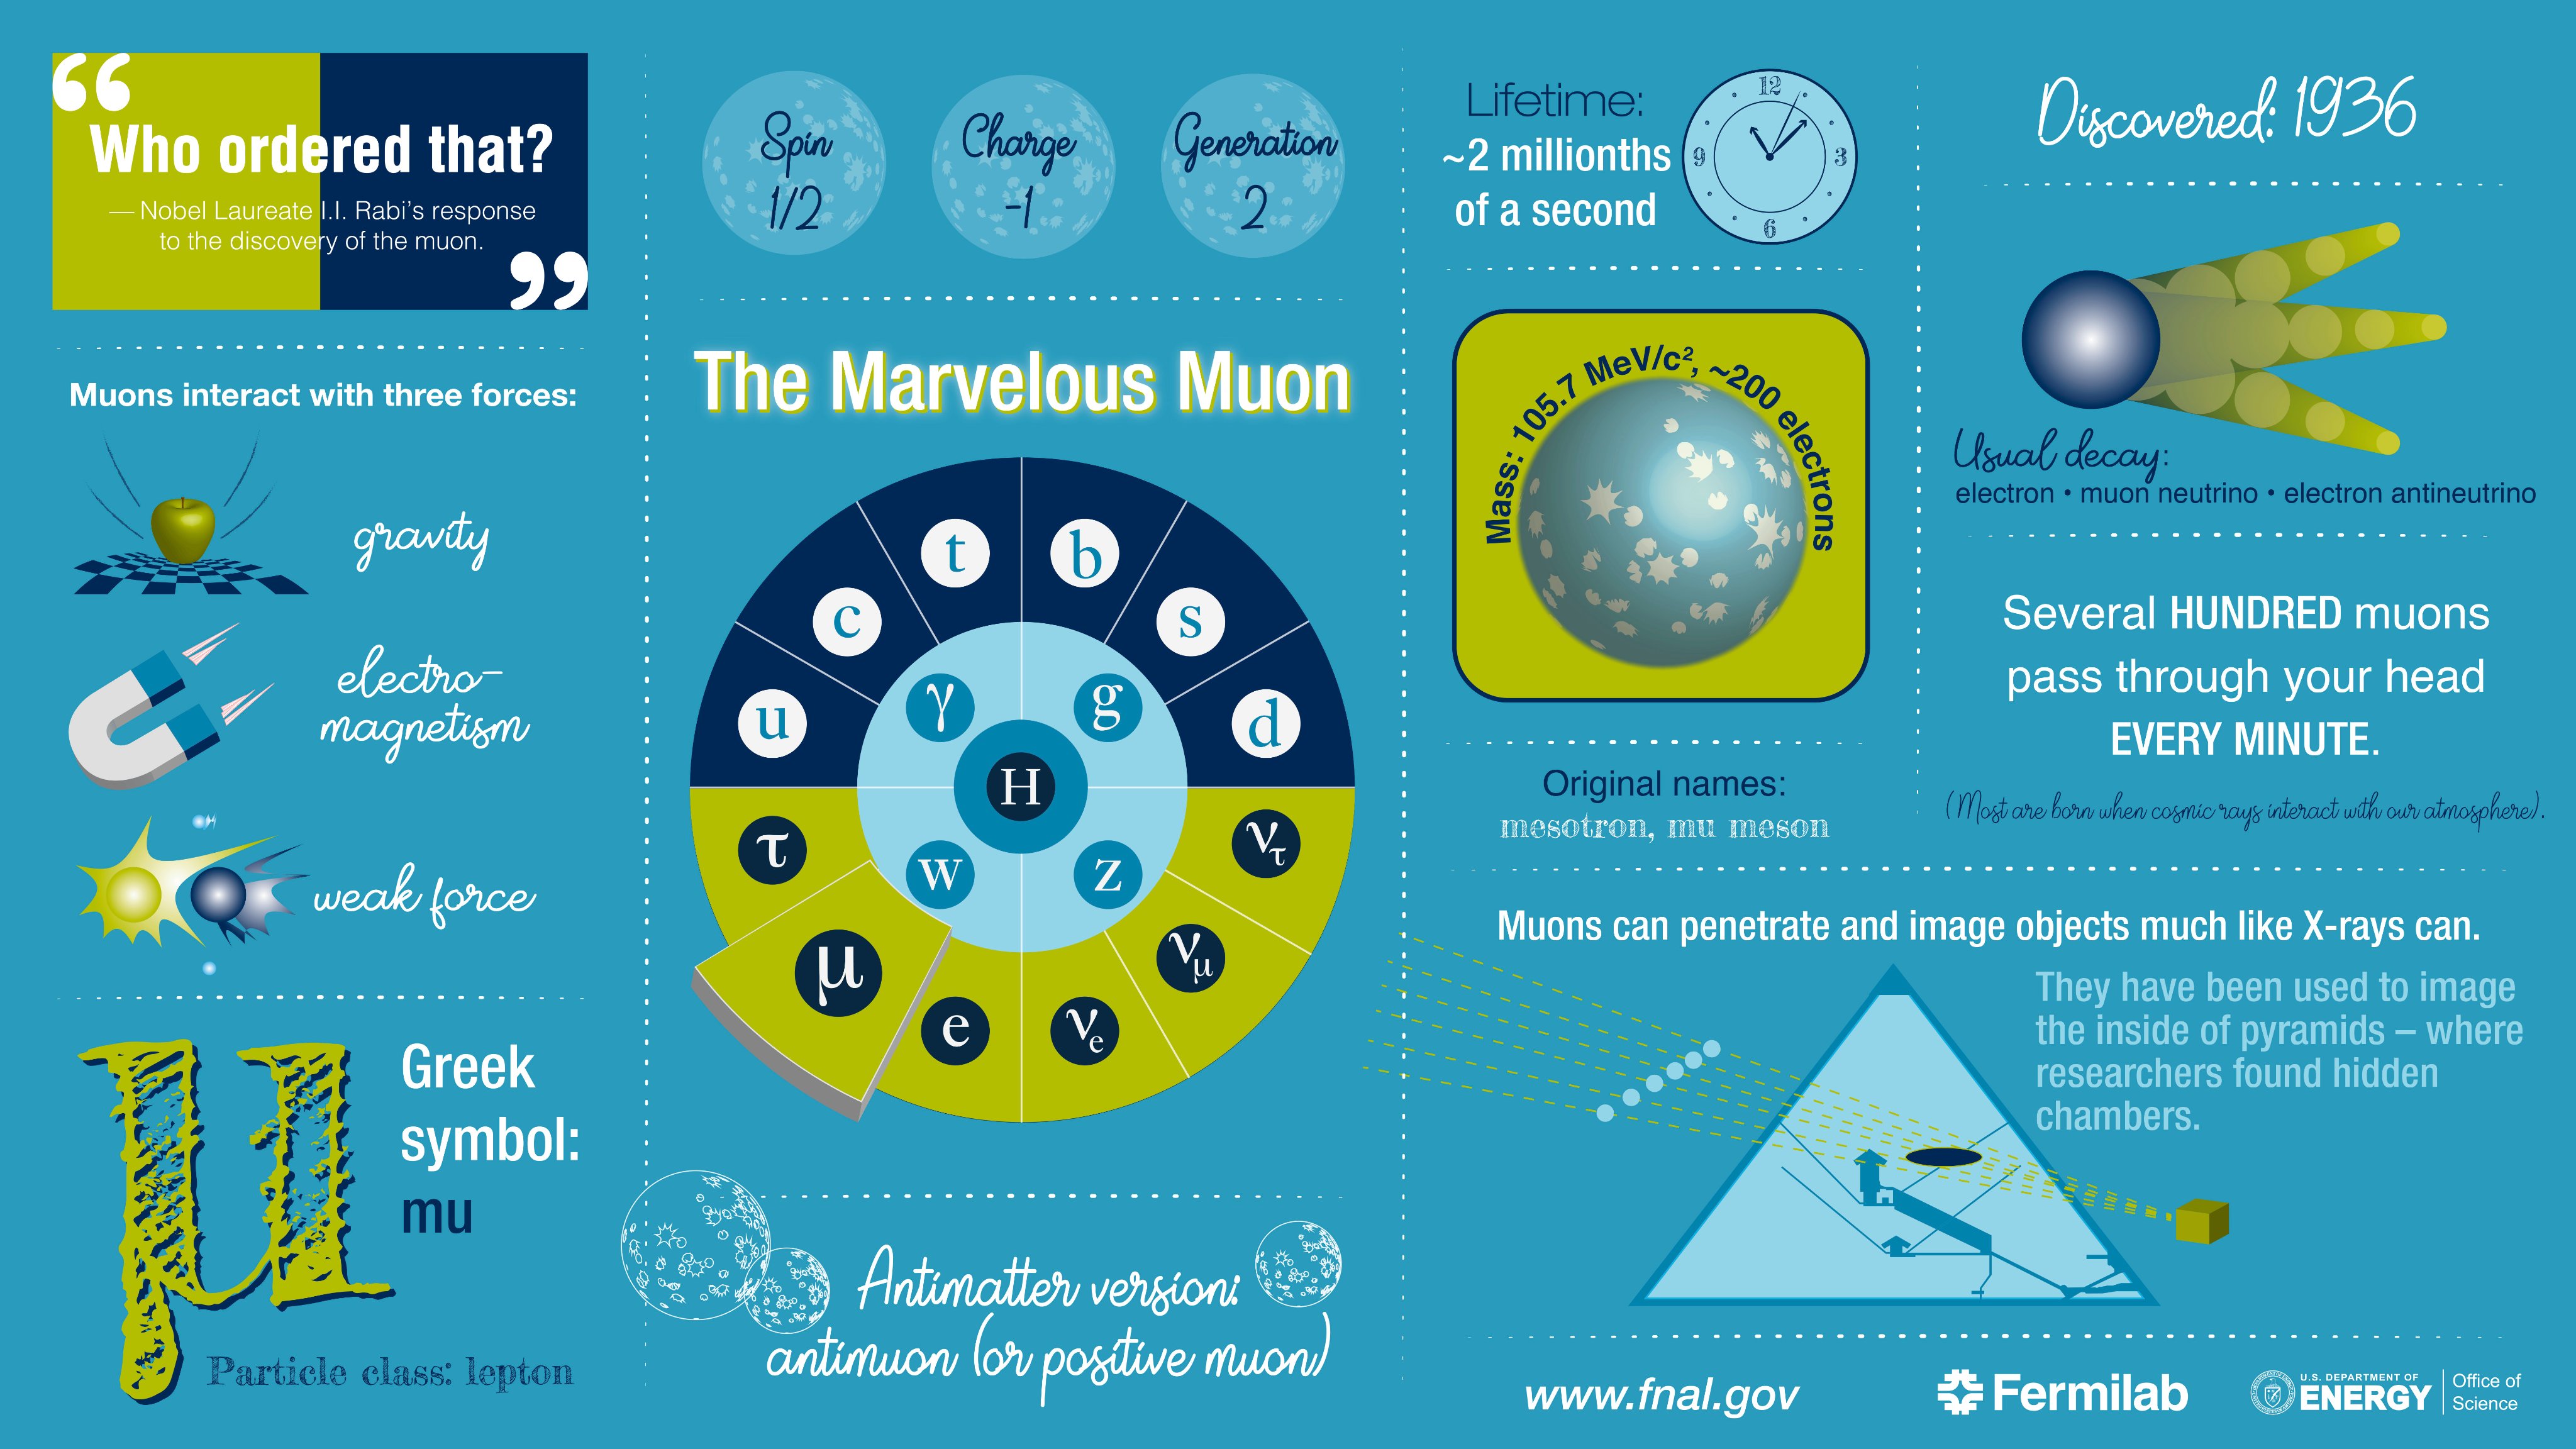 “
Who ordered that?
— Nobel Laureate I.I. Rabi’s response
to the discovery of the muon.
”
Muons interact with three forces:
gravity
electro-
magnetism
weak force
µ
Greek
symbol:
mu
Particle class: lepton
Spin
1/2
Charge
-1
Generation
2
The Marvelous Muon
t
b
c
s
u
d
γ
g
H
τ
ντ
W
Z
µ
νµ
e
νe
Antimatter version:
antimuon (or positive muon)
Lifetime:
~2 millionths
of a second
12
3
6
9
Mass: 105.7 MeV/c², ~200 electrons
Original names:
mesotron, mu meson
Discovered: 1936
Usual decay:
electron • muon neutrino • electron antineutrino
Several HUNDRED muons
pass through your head
EVERY MINUTE.
(Most are born when cosmic rays interact with our atmosphere).
Muons can penetrate and image objects much like X-rays can.
They have been used to image
the inside of pyramids – where
researchers found hidden
chambers.
www.fnal.gov
Fermilab
U.S. DEPARTMENT OF
ENERGY
Office of
Science